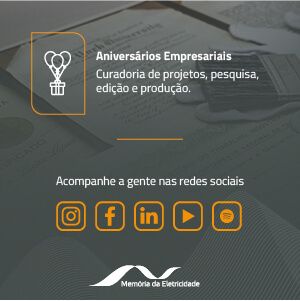 Aniversários Empresariais
Curadoria de projetos, pesquisa,
edição e produção.
Acompanhe a gente nas redes sociais
Memória da Eletricidade